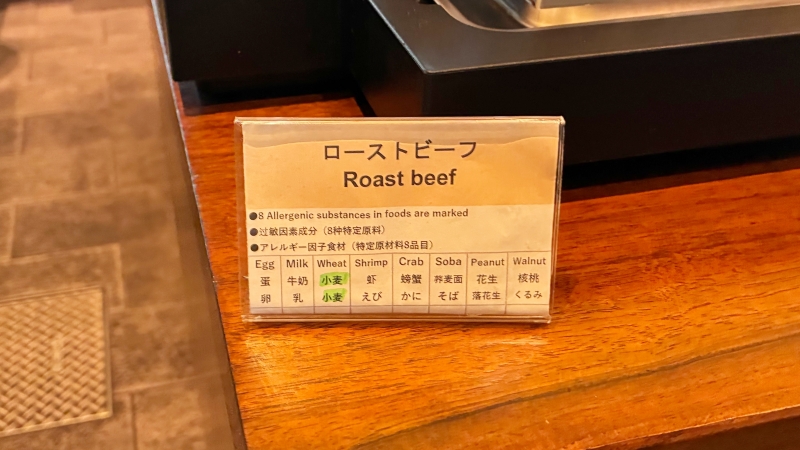 ローストビーフ
Roast beef
●8 Allergenic substances in foods are marked
●过敏因素成分（8种特定原料）
●アレルギー因子食材（特定原材料8品目）
Egg Milk Wheat Shrimp Crab Soba Peanut Walnut
蛋 牛奶 小麦 虾 螃蟹 荞麦面 花生 核桃
卵 乳 小麦 えび かに そば 落花生 くるみ